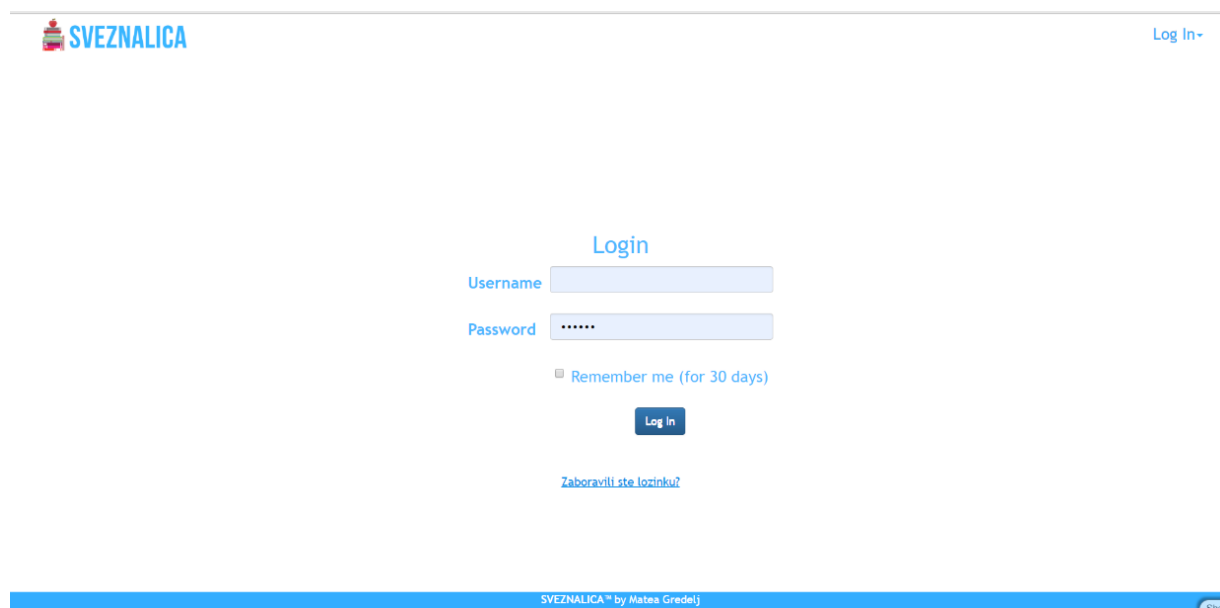 SVEZNALICA
Log In
Login
Username
Password ••••••
Remember me (for 30 days)
Log In
Zaboravili ste lozinku?
SVEZNALICA™ by Matea Gredelj